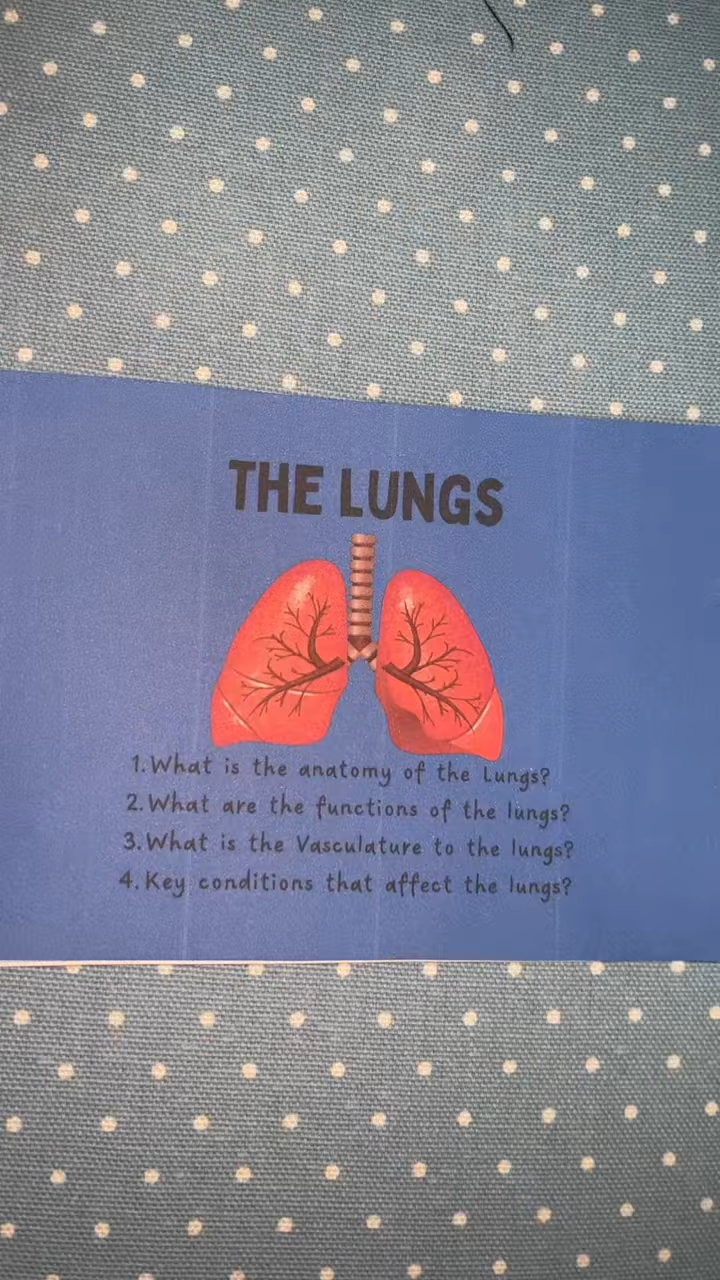 THE LUNGS
1. What is the anatomy of the Lungs?
2. What are the functions of the lungs?
3. What is the Vasculature to the lungs?
4. Key conditions that affect the lungs?